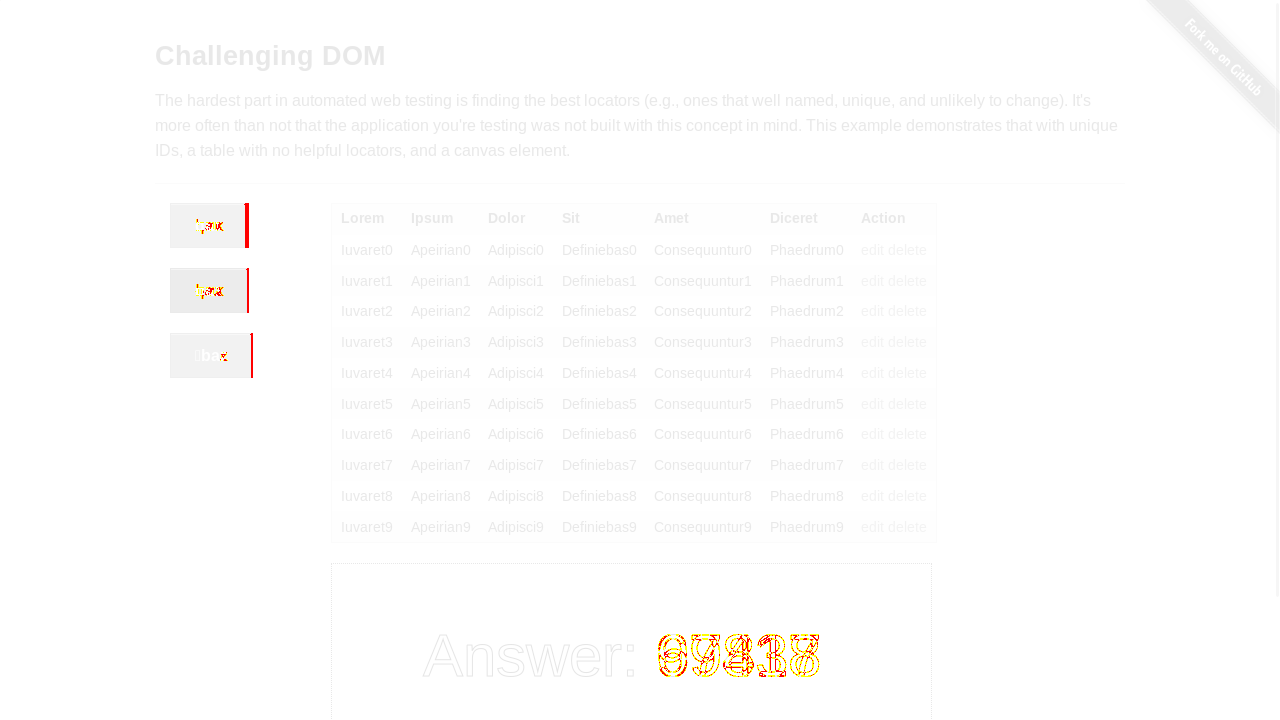 Fork me on GitHub
Challenging DOM
The hardest part in automated web testing is finding the best locators (e.g., ones that well named, unique, and unlikely to change). It's
more often than not that the application you're testing was not built with this concept in mind. This example demonstrates that with unique
IDs, a table with no helpful locators, and a canvas element.
Lorem Ipsum Dolor Sit Amet Diceret Action
Iuvaret0 Apeirian0 Adipisci0 Definiebas0 Consequuntur0 Phaedrum0 edit delete
Iuvaret1 Apeirian1 Adipisci1 Definiebas1 Consequuntur1 Phaedrum1 edit delete
Iuvaret2 Apeirian2 Adipisci2 Definiebas2 Consequuntur2 Phaedrum2 edit delete
Iuvaret3 Apeirian3 Adipisci3 Definiebas3 Consequuntur3 Phaedrum3 edit delete
Iuvaret4 Apeirian4 Adipisci4 Definiebas4 Consequuntur4 Phaedrum4 edit delete
Iuvaret5 Apeirian5 Adipisci5 Definiebas5 Consequuntur5 Phaedrum5 edit delete
Iuvaret6 Apeirian6 Adipisci6 Definiebas6 Consequuntur6 Phaedrum6 edit delete
Iuvaret7 Apeirian7 Adipisci7 Definiebas7 Consequuntur7 Phaedrum7 edit delete
Iuvaret8 Apeirian8 Adipisci8 Definiebas8 Consequuntur8 Phaedrum8 edit delete
Iuvaret9 Apeirian9 Adipisci9 Definiebas9 Consequuntur9 Phaedrum9 edit delete
Answer: